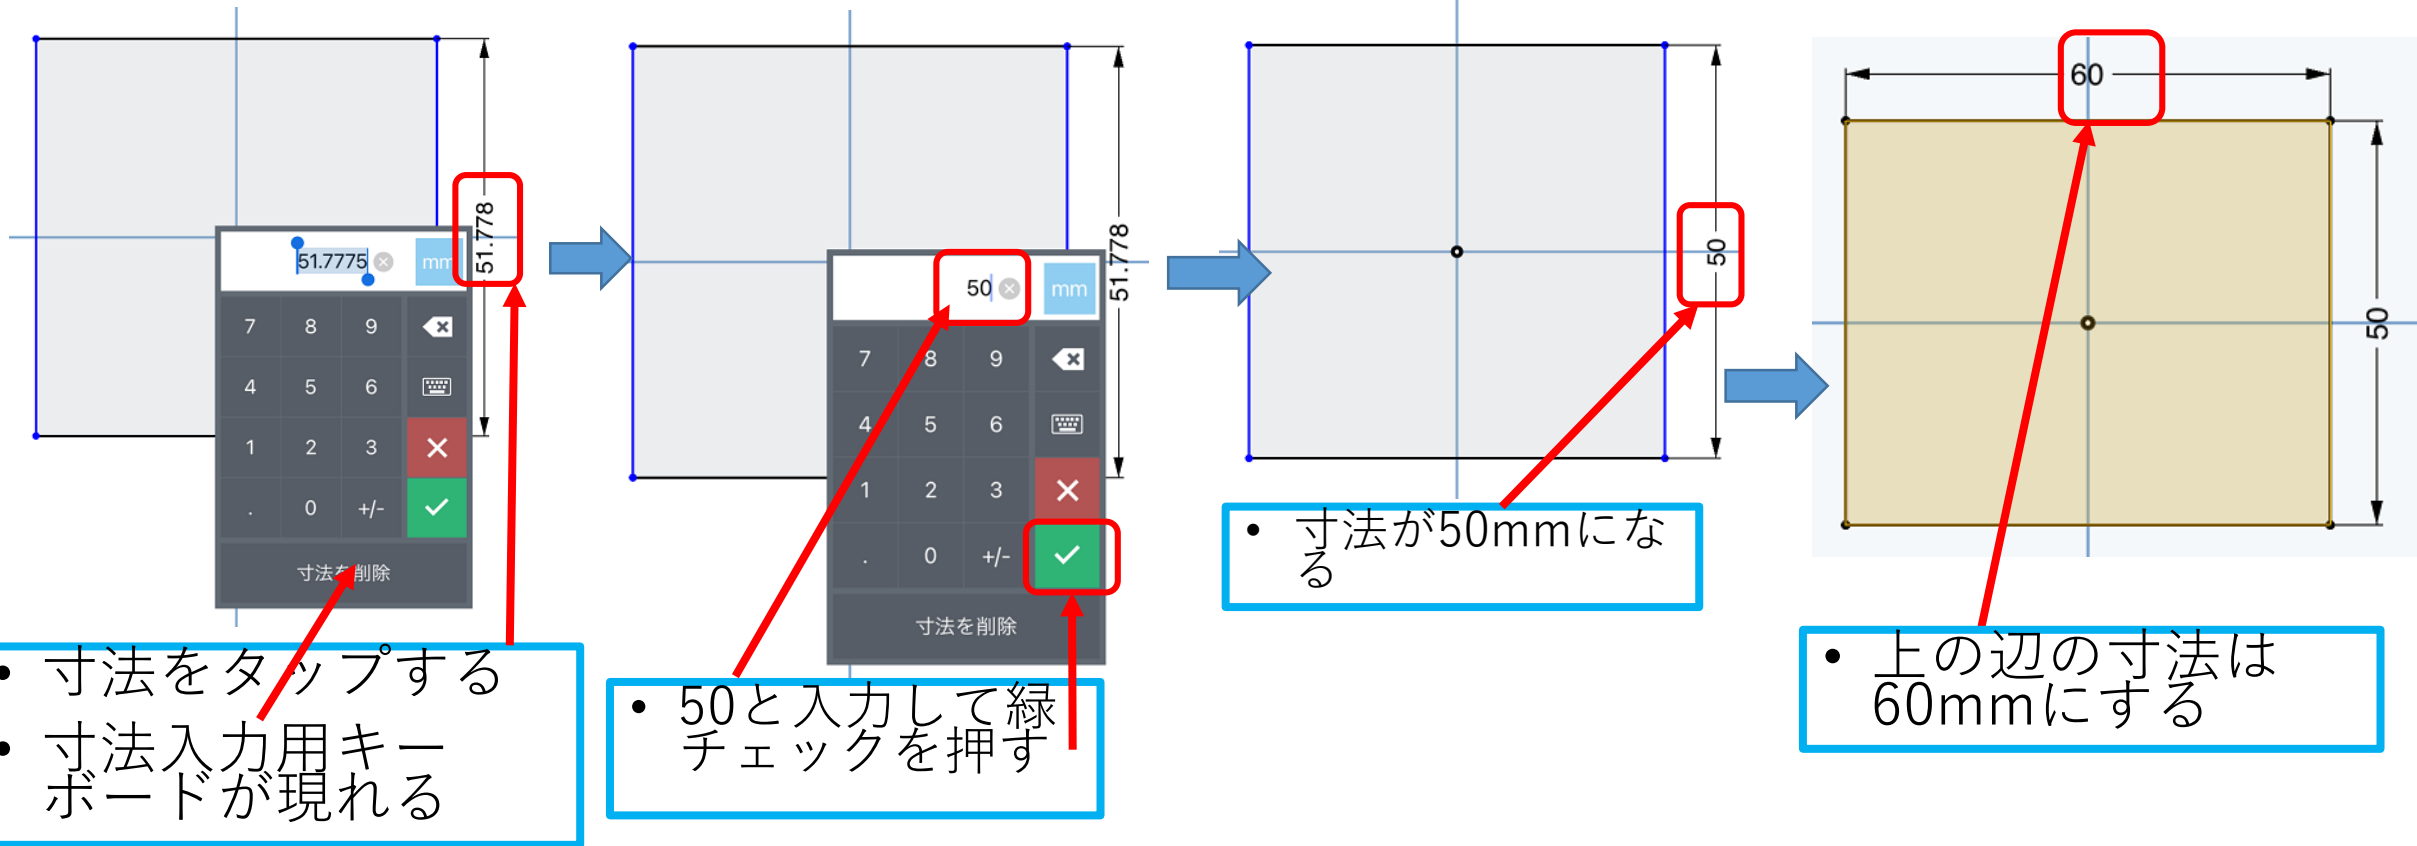 51.778
51.7775
mm
7 8 9
4 5 6
1 2 3
. 0 +/-
寸法を削除
• 寸法をタップする
• 寸法入力用キー
ボードが現れる
51.778
50
mm
7 8 9
4 5 6
1 2 3
. 0 +/-
寸法を削除
• 50と入力して緑
チェックを押す
50
• 寸法が50mmにな
る
60
50
• 上の辺の寸法は
60mmにする